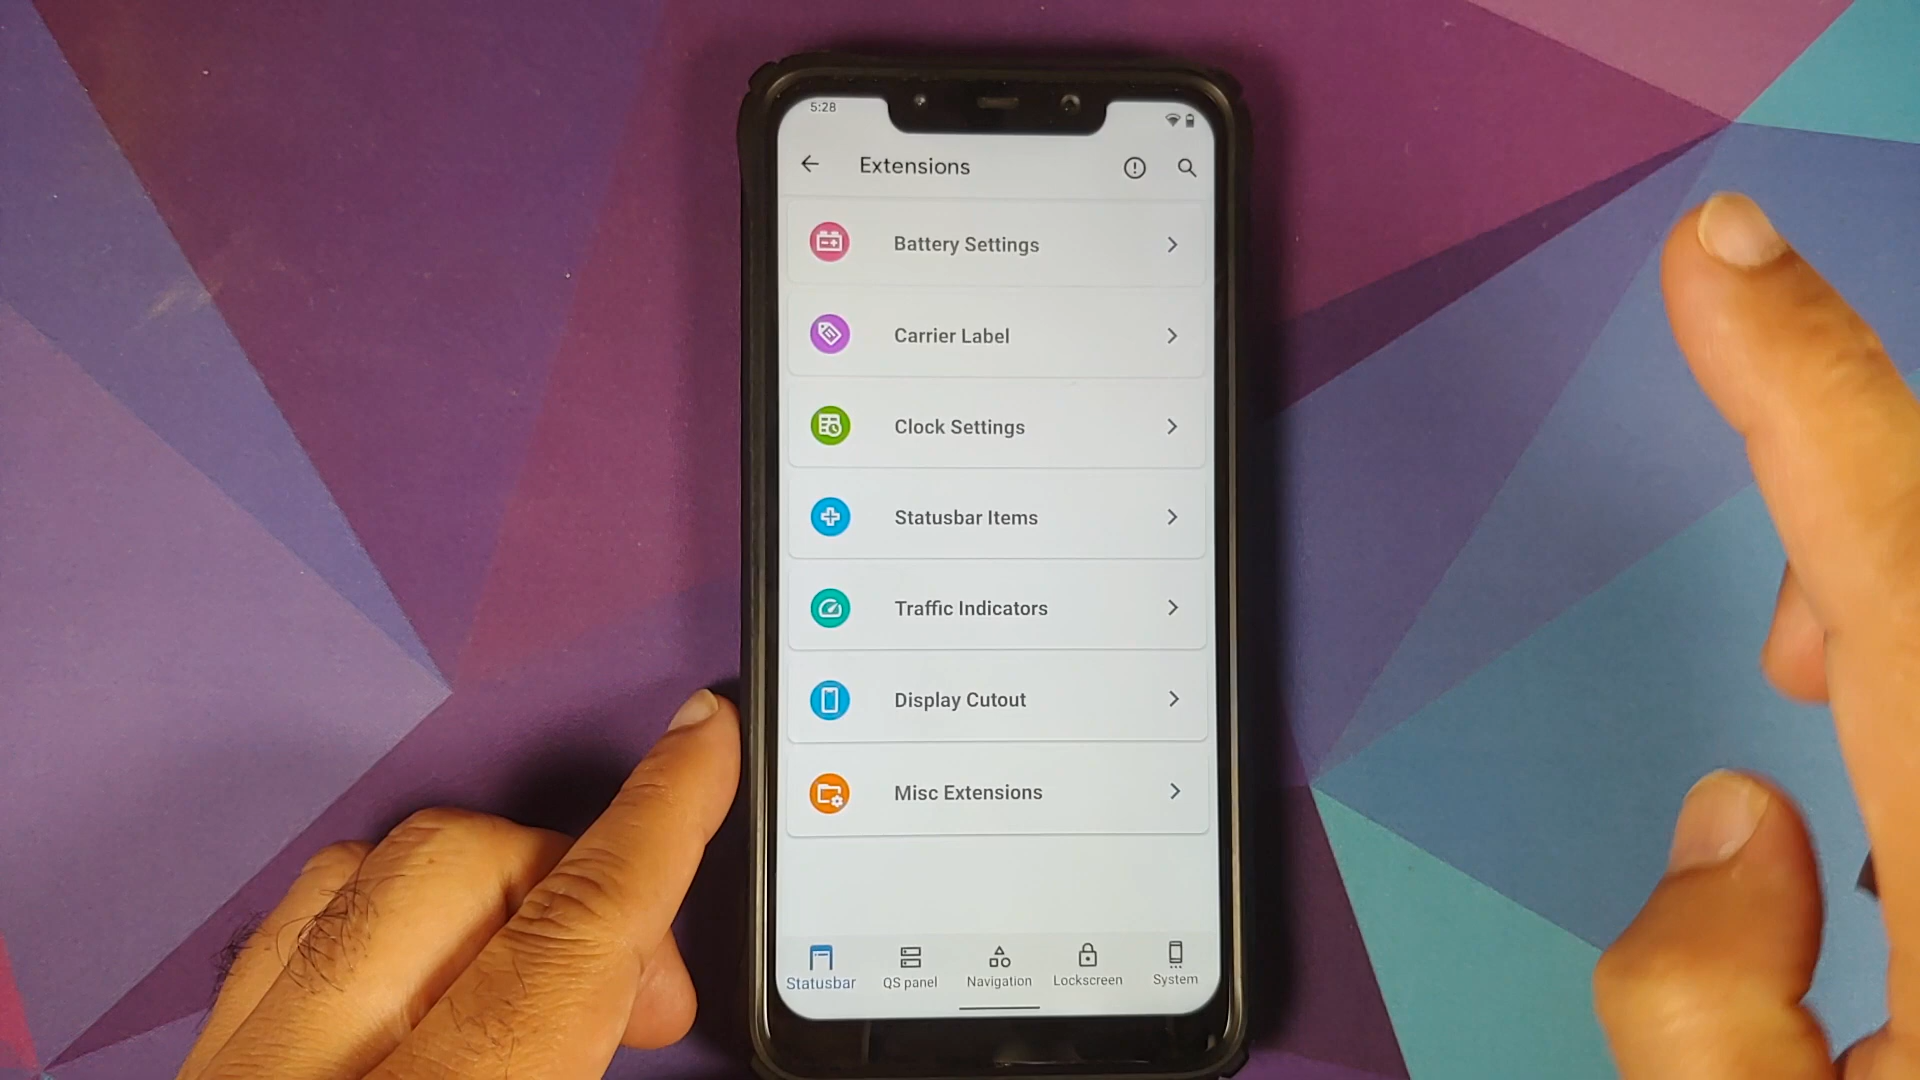 5:28
Extensions
Battery Settings
Carrier Label
Clock Settings
Statusbar Items
Traffic Indicators
Display Cutout
Misc Extensions
Statusbar
QS panel
Navigation
Lockscreen
System